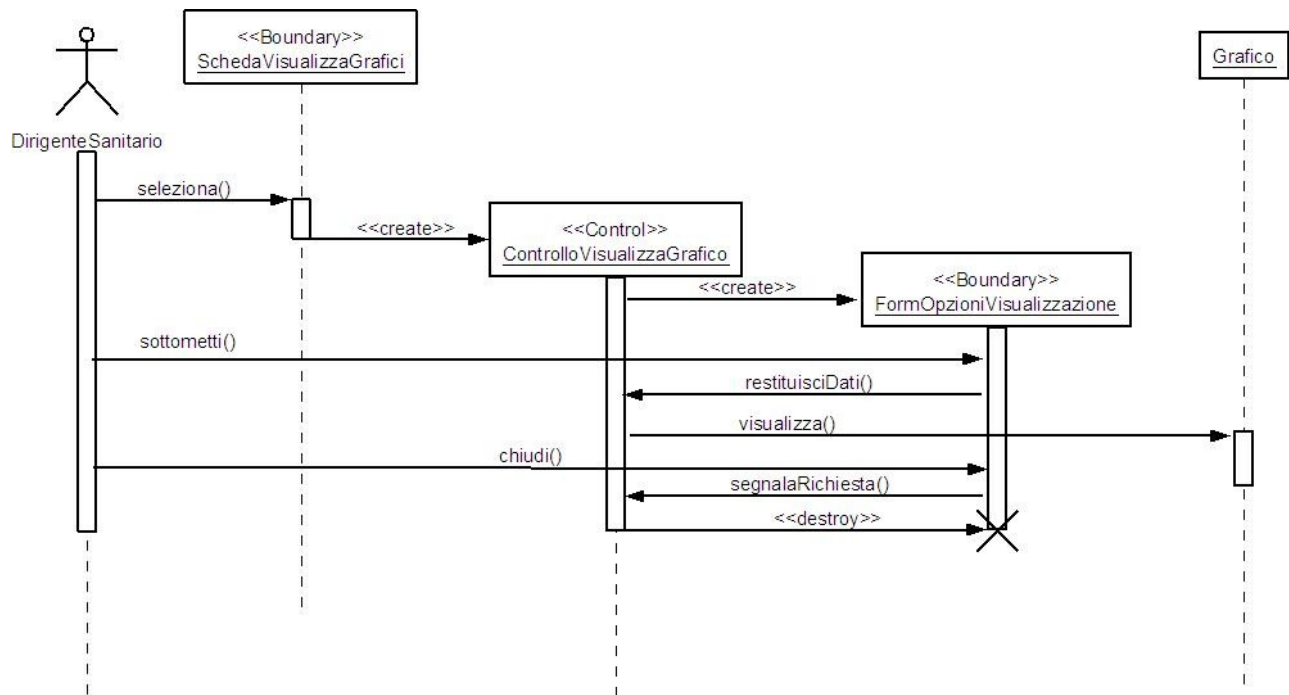 <<Boundary>>
SchedaVisualizzaGrafici
Grafico
DirigenteSanitario
seleziona()
<<create>>
<<Control>>
ControlloVisualizzaGrafico
<<create>>
<<Boundary>>
FormOpzioniVisualizzazione
sottometti()
restituisciDati()
visualizza()
chiudi()
segnalaRichiesta()
<<destroy>>